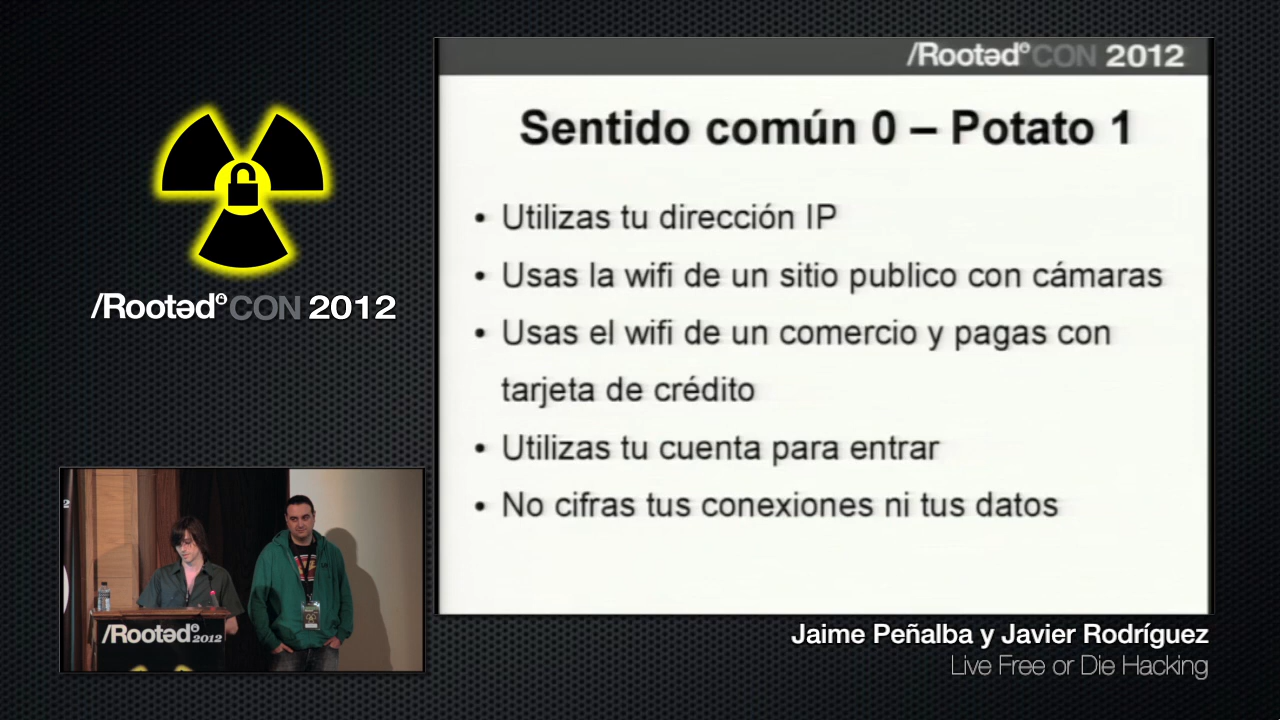 /Rootəd CON 2012
Sentido común 0 – Potato 1
• Utilizas tu dirección IP
• Usas la wifi de un sitio publico con cámaras
• Usas el wifi de un comercio y pagas con
tarjeta de crédito
• Utilizas tu cuenta para entrar
• No cifras tus conexiones ni tus datos
/Rootəd CON 2012
/Rootəd 2012
Jaime Peñalba y Javier Rodríguez
Live Free or Die Hacking